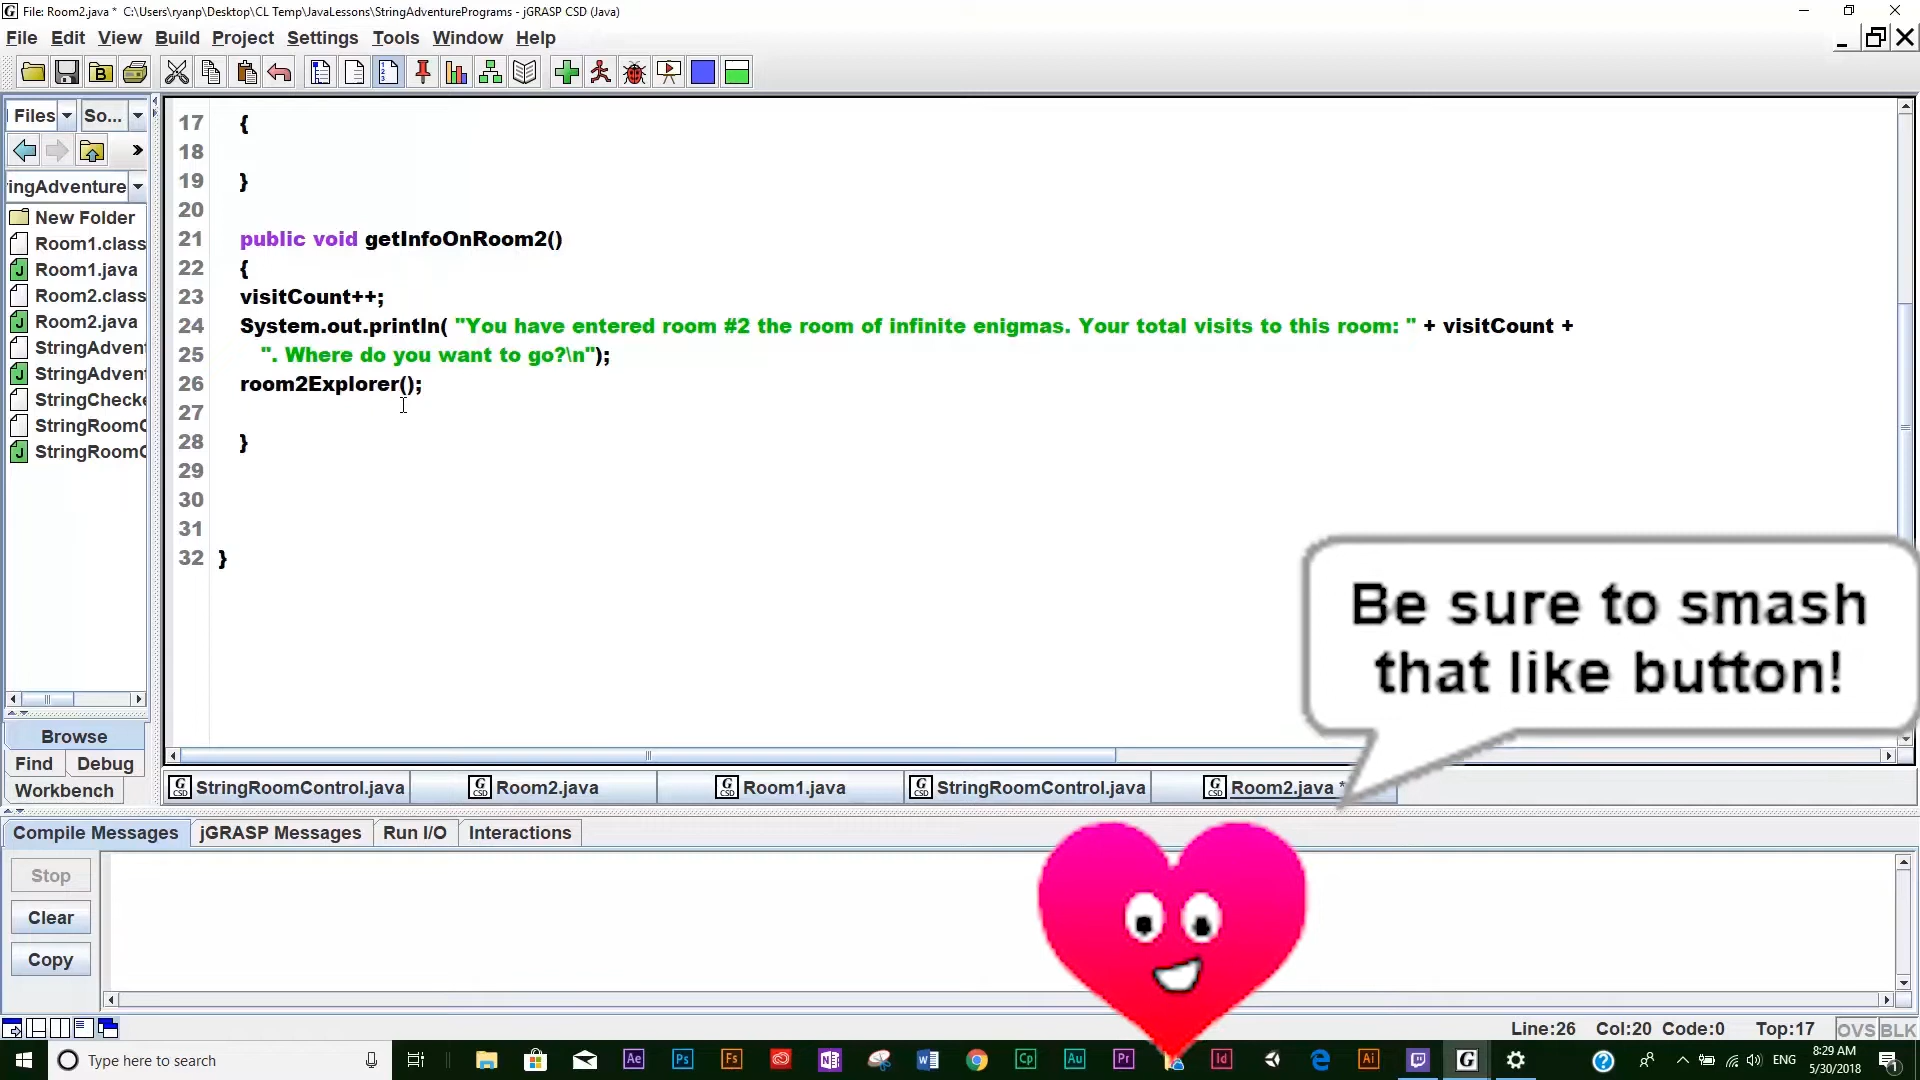 File: Room2.java *  C:\Users\ryanp\Desktop\CL Temp\JavaLessons\StringAdventurePrograms - jGRASP CSD (Java)
File Edit View Build Project Settings Tools Window Help
Files So...
ingAdventure
New Folder
Room1.class
Room1.java
Room2.class
Room2.java
StringAdven
StringAdven
StringChecke
StringRoomC
StringRoomC
Browse
Find Debug
Workbench
17 {
18
19 }
20
21 public void getInfoOnRoom2()
22 {
23 visitCount++;
24 System.out.println( "You have entered room #2 the room of infinite enigmas. Your total visits to this room: " + visitCount +
25 ". Where do you want to go?\n");
26 room2Explorer();
27
28 }
29
30
31
32 }
Be sure to smash
that like button!
StringRoomControl.java Room2.java Room1.java StringRoomControl.java Room2.java *
Compile Messages jGRASP Messages Run I/O Interactions
Stop
Clear
Copy
Line:26 Col:20 Code:0 Top:17 OVS BLK
Type here to search
ENG
8:29 AM
5/30/2018